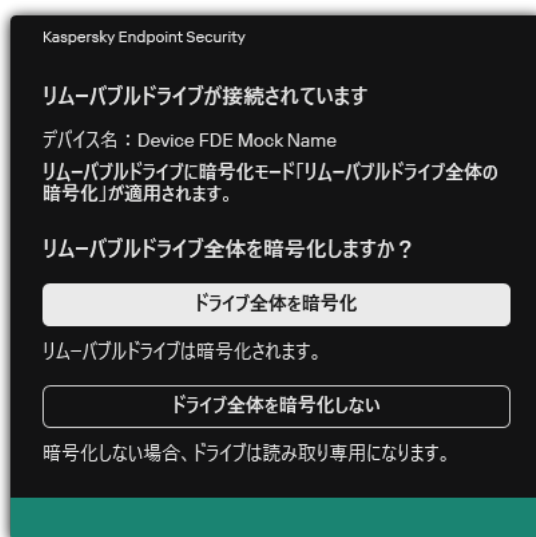 Kaspersky Endpoint Security
リムーバブルドライブが接続されています
デバイス名：Device FDE Mock Name
リムーバブルドライブに暗号化モード「リムーバブルドライブ全体の
暗号化」が適用されます。
リムーバブルドライブ全体を暗号化しますか？
ドライブ全体を暗号化
リムーバブルドライブは暗号化されます。
ドライブ全体を暗号化しない
暗号化しない場合、ドライブは読み取り専用になります。